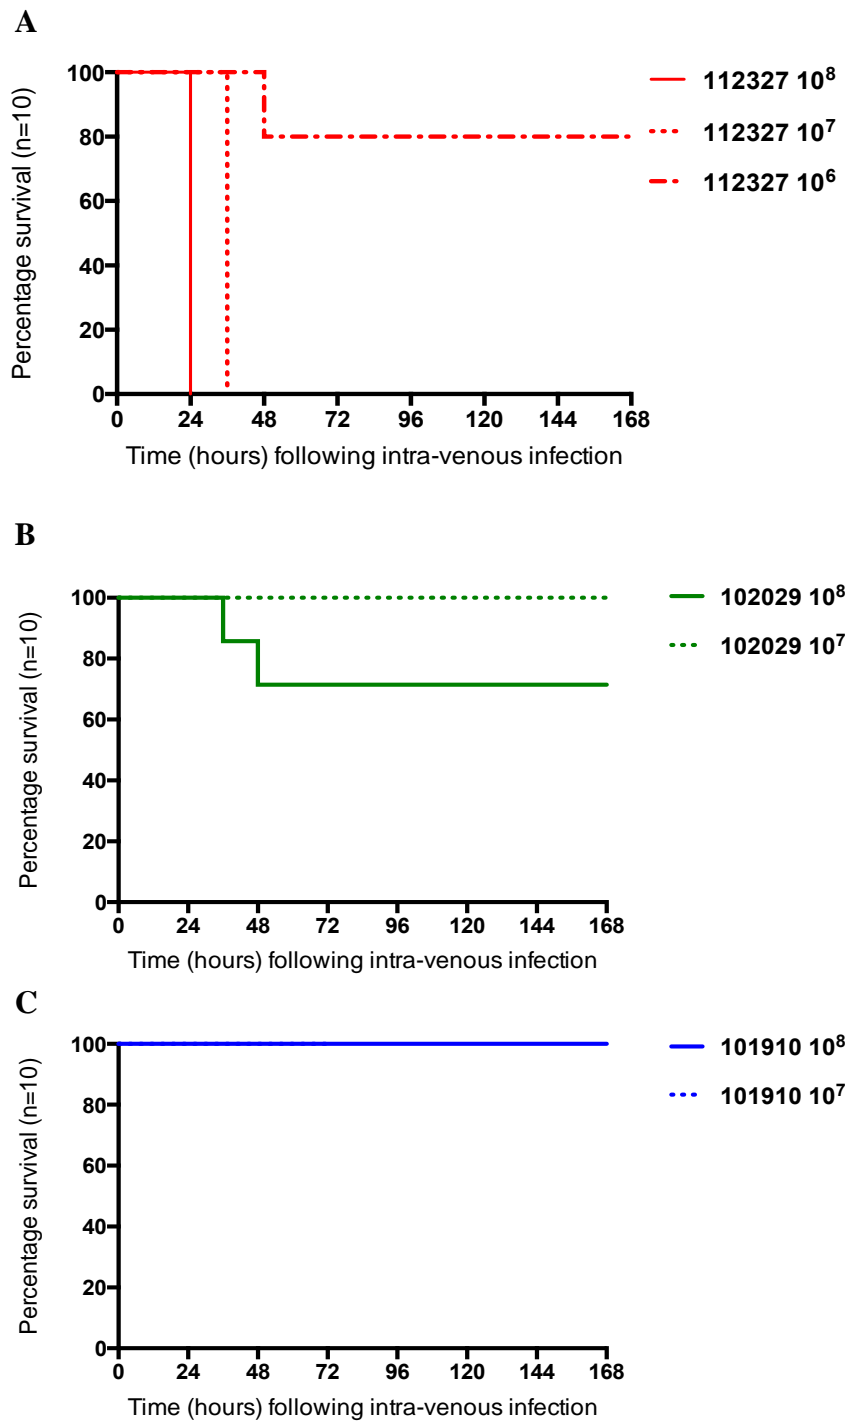 A
Percentage survival (n=10)
100
80
60
40
20
0
0 24 48 72 96 120 144 168
Time (hours) following intra-venous infection
112327 10⁸
112327 10⁷
112327 10⁶
B
Percentage survival (n=10)
100
80
60
40
20
0
0 24 48 72 96 120 144 168
Time (hours) following intra-venous infection
102029 10⁸
102029 10⁷
C
Percentage survival (n=10)
100
80
60
40
20
0
0 24 48 72 96 120 144 168
Time (hours) following intra-venous infection
101910 10⁸
101910 10⁷